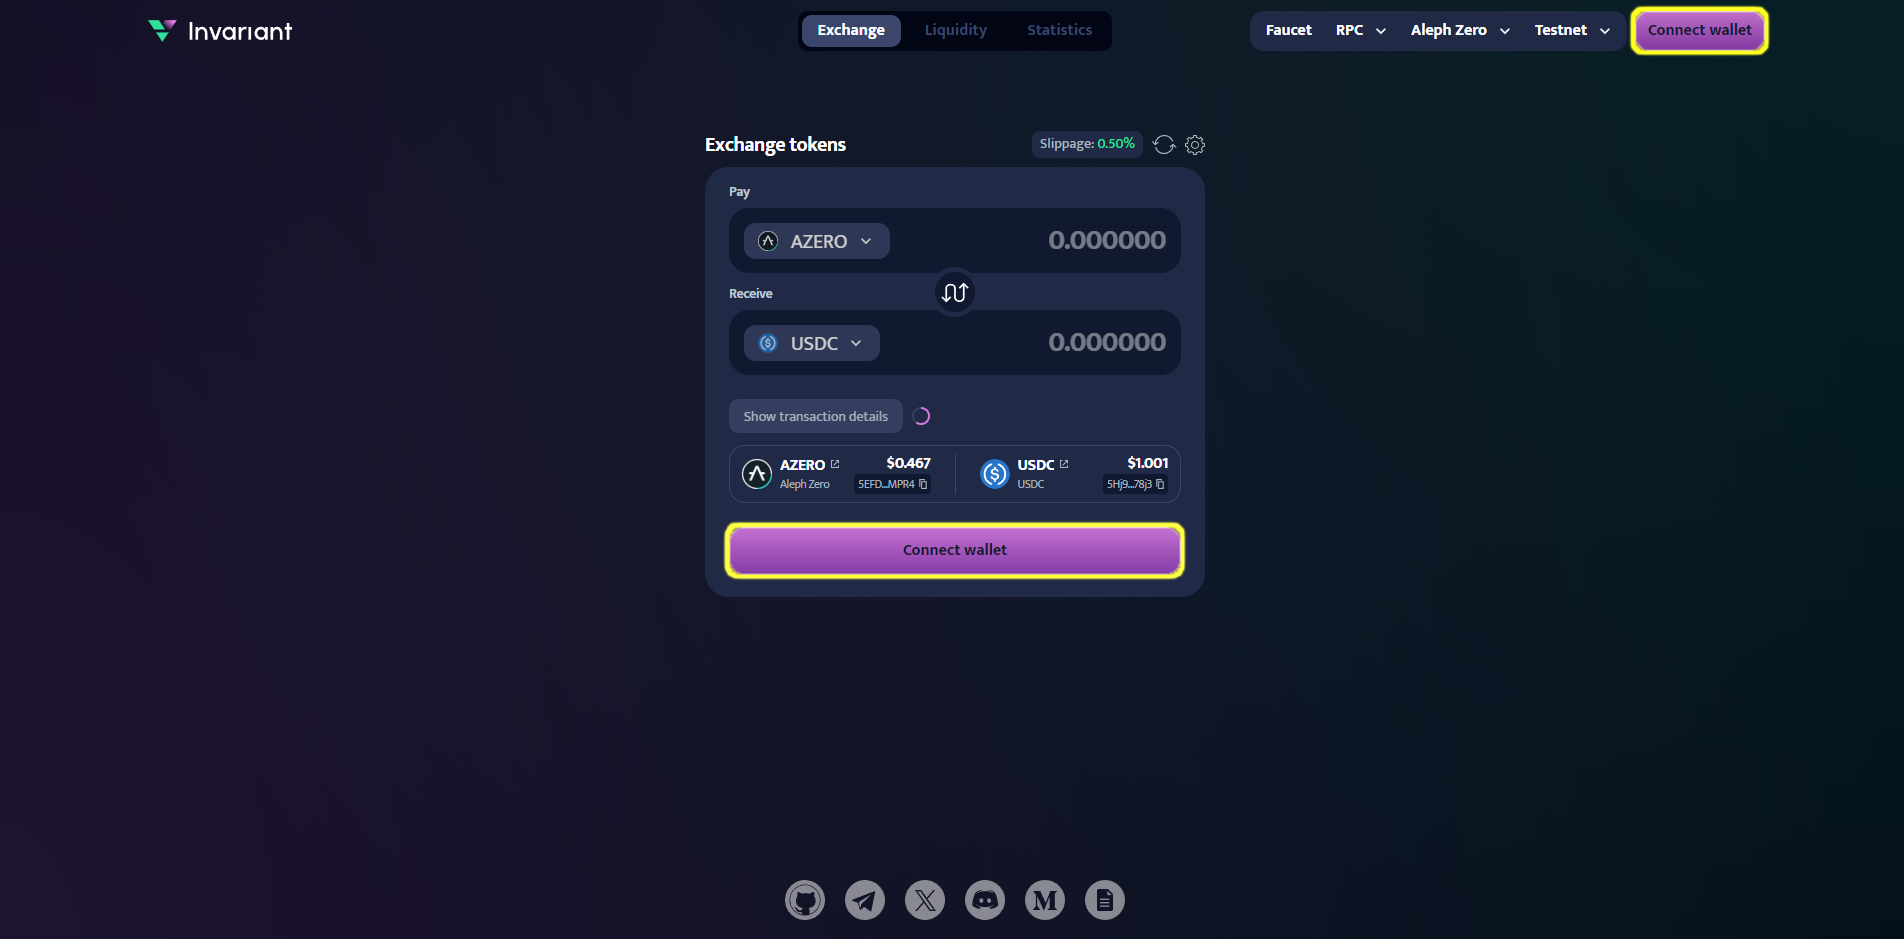 Invariant
Exchange Liquidity Statistics
Faucet RPC Aleph Zero Testnet Connect wallet
Exchange tokens
Slippage: 0.50%
Pay
AZERO 0.000000
Receive
USDC 0.000000
Show transaction details
AZERO $0.467
Aleph Zero 5EFD...MPR4
USDC $1.001
USDC 5Hj9...78j3
Connect wallet